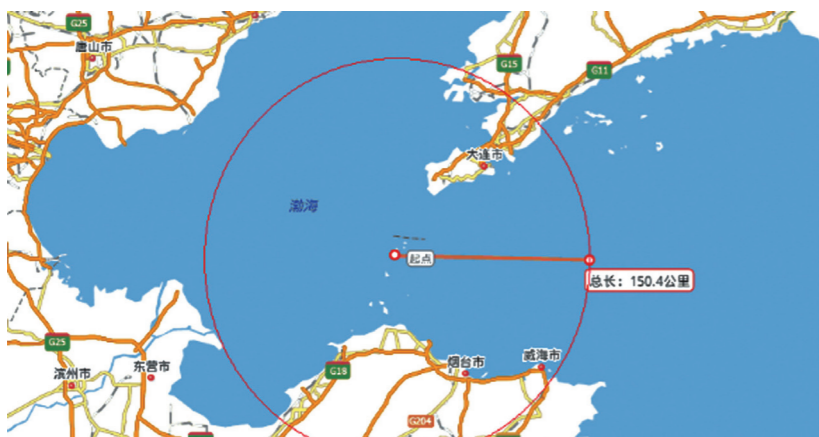 G25
唐山市
G15
G11
大连市
渤海
起点
总长：150.4公里
G25
滨州市
东营市
G18
烟台市
威海市
G204